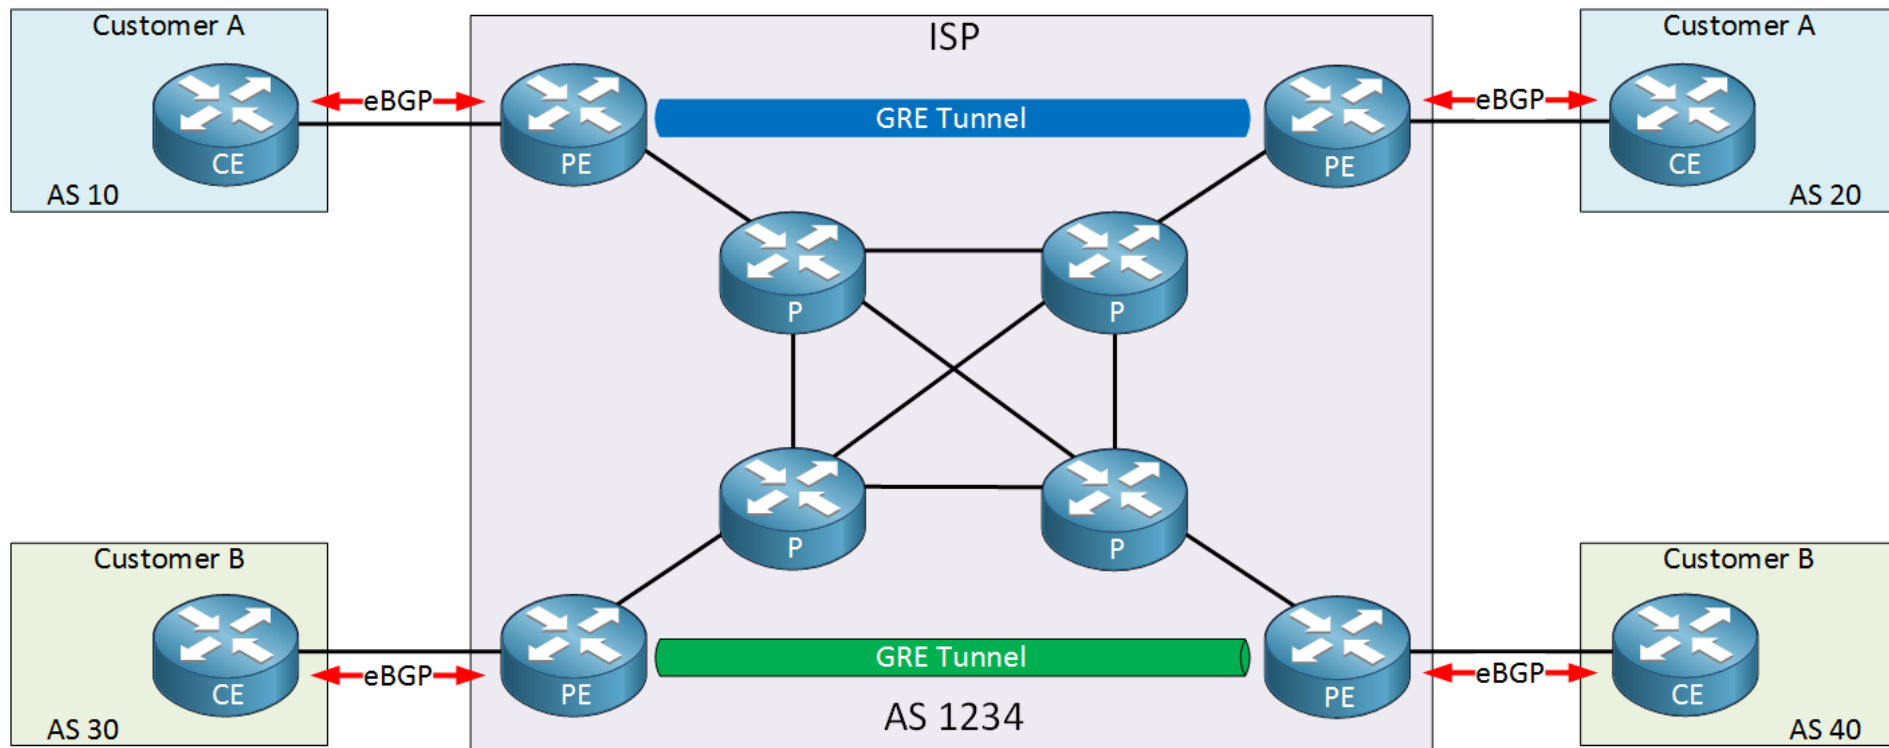 Customer A
ISP
Customer A
eBGP
GRE Tunnel
eBGP
CE
PE
PE
CE
AS 10
AS 20
P
P
P
P
Customer B
Customer B
eBGP
GRE Tunnel
eBGP
CE
PE
PE
CE
AS 30
AS 1234
AS 40